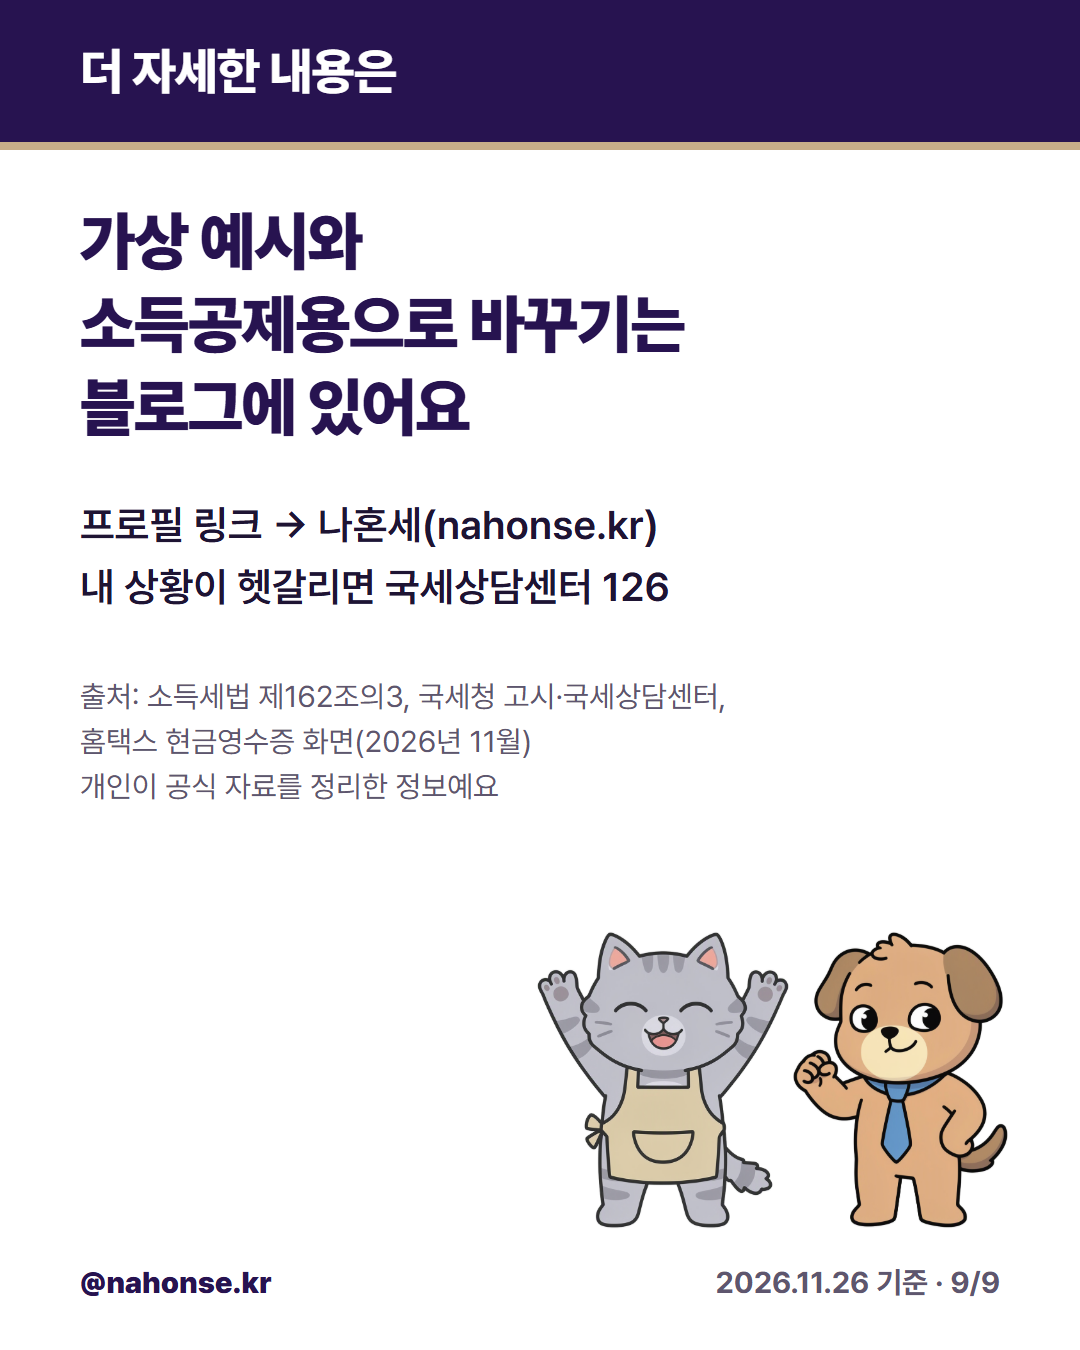 더 자세한 내용은
가상 예시와
소득공제용으로 바꾸기는
블로그에 있어요
프로필 링크 → 나혼세(nahonse.kr)
내 상황이 헷갈리면 국세상담센터 126
출처: 소득세법 제162조의3, 국세청 고시·국세상담센터,
홈택스 현금영수증 화면(2026년 11월)
개인이 공식 자료를 정리한 정보예요
@nahonse.kr
2026.11.26 기준 · 9/9